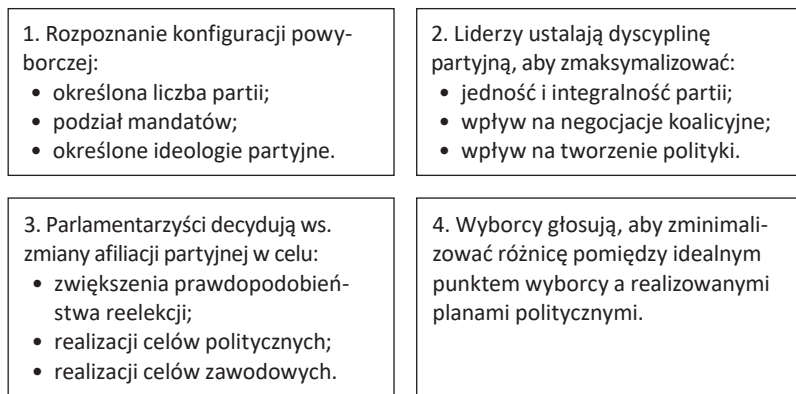 1. Rozpoznanie konfiguracji powy-
borczej:
• określona liczba partii;
• podział mandatów;
• określone ideologie partyjne.
2. Liderzy ustalają dyscyplinę
partyjną, aby zmaksymalizować:
• jedność i integralność partii;
• wpływ na negocjacje koalicyjne;
• wpływ na tworzenie polityki.
3. Parlamentarzyści decydują ws.
zmiany afiliacji partyjnej w celu:
• zwiększenia prawdopodobień-
stwa reelekcji;
• realizacji celów politycznych;
• realizacji celów zawodowych.
4. Wyborcy głosują, aby zminimali-
zować różnicę pomiędzy idealnym
punktem wyborcy a realizowanymi
planami politycznymi.